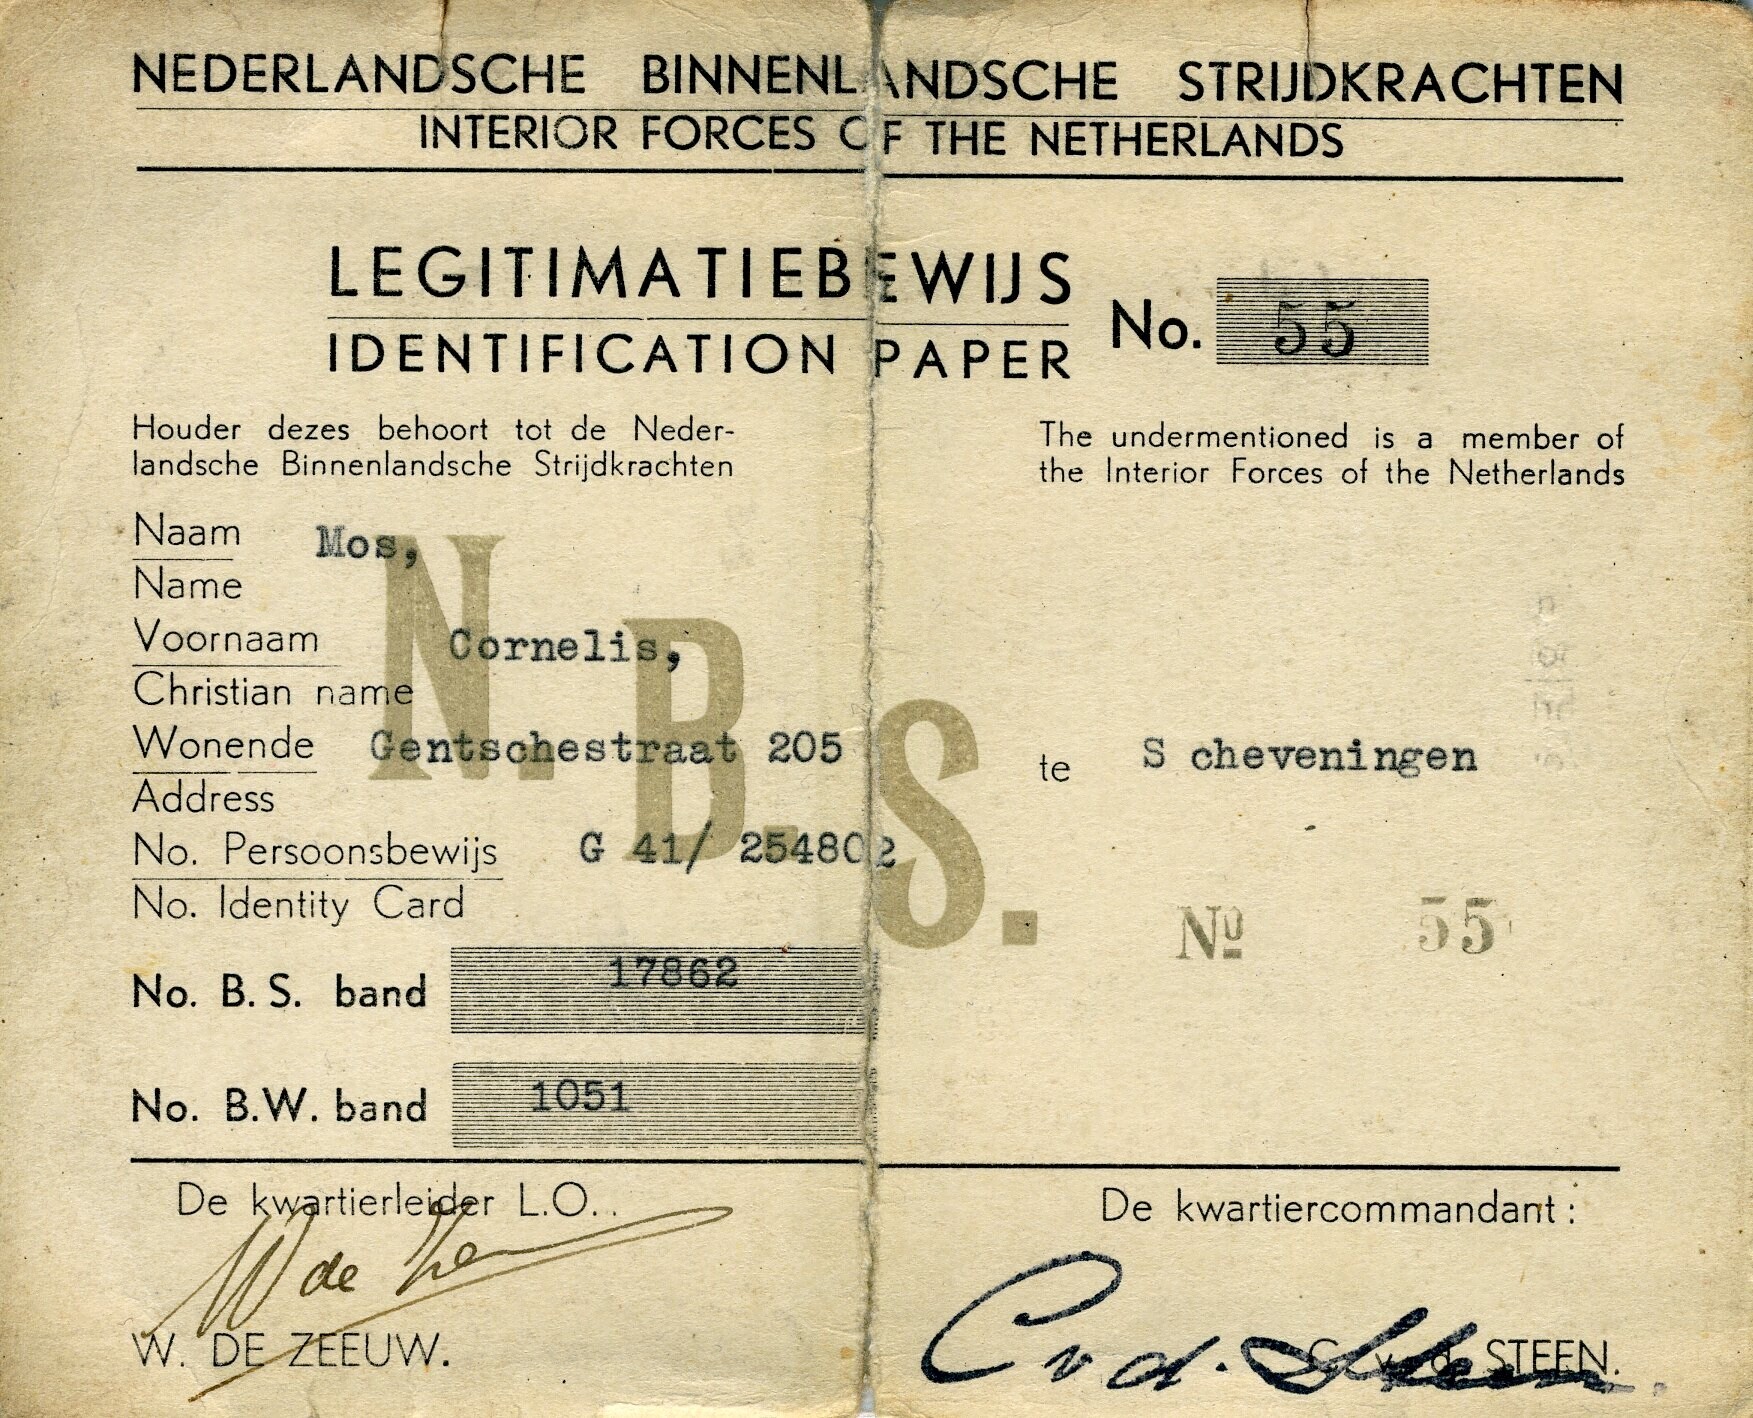 NEDERLANDSCHE BINNENLANDSCHE STRIJDKRACHTEN
INTERIOR FORCES OF THE NETHERLANDS
LEGITIMATIEBEWIJS
IDENTIFICATION PAPER
No. 55
Houder dezes behoort tot de Neder-
landsche Binnenlandsche Strijdkrachten
The undermentioned is a member of
the Interior Forces of the Netherlands
Naam Mos,
Name
Voornaam Cornelis,
Christian name
Wonende Gentschestraat 205 te S cheveningen
Address
No. Persoonsbewijs G 41/ 254802
No. Identity Card
N. B. S.
Nº 55
No. B. S. band 17862
No. B.W. band 1051
De kwartierleider L.O..
W de Zee
W. DE ZEEUW.
De kwartiercommandant:
C v d. Steen.
C. v. d. STEEN.